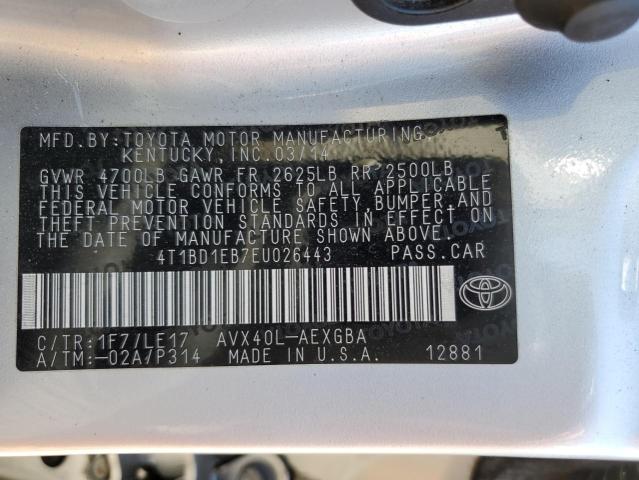 MFD. BY: TOYOTA MOTOR MANUFACTURING,
KENTUCKY, INC. 03/14
GVWR 4700LB GAWR FR 2625LB RR 2500LB
THIS VEHICLE CONFORMS TO ALL APPLICABLE
FEDERAL MOTOR VEHICLE SAFETY, BUMPER, AND
THEFT PREVENTION STANDARDS IN EFFECT ON
THE DATE OF MANUFACTURE SHOWN ABOVE.
4T1BD1EB7EU026443 PASS. CAR
C/TR: 1F7/LE17 AVX40L-AEXGBA
A/TM: -02A/P314 MADE IN U.S.A. 12881